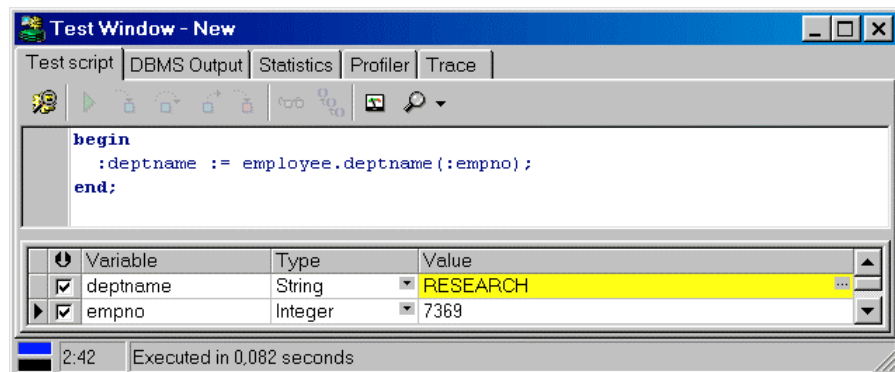 Test Window - New
Test script DBMS Output Statistics Profiler Trace
begin
:deptname := employee.deptname(:empno);
end;
Variable Type Value
deptname String RESEARCH
empno Integer 7369
2:42 Executed in 0,082 seconds